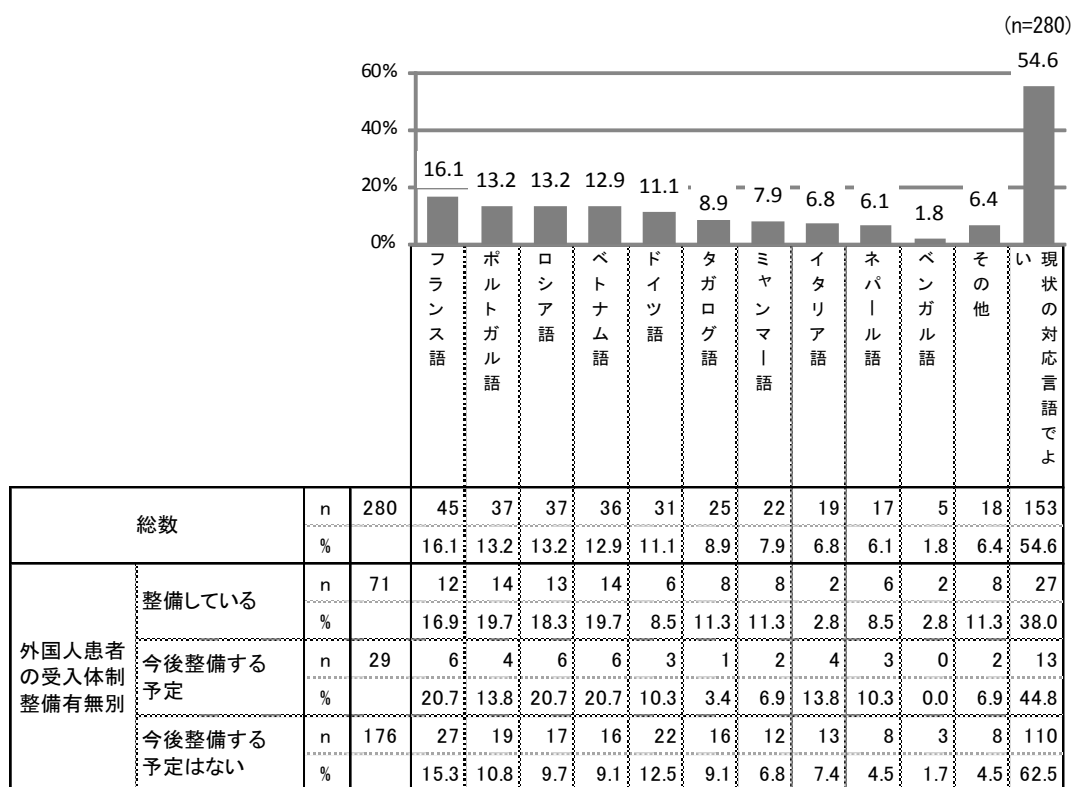 (n=280)
60%
40%
20%
0%
16.1 13.2 13.2 12.9 11.1 8.9 7.9 6.8 6.1 1.8 6.4 54.6
フランス語
ポルトガル語
ロシア語
ベトナム語
ドイツ語
タガログ語
ミャンマー語
イタリア語
ネパール語
ベンガル語
その他
現状の対応言語でよ
い
総数 n 280 45 37 37 36 31 25 22 19 17 5 18 153
% 16.1 13.2 13.2 12.9 11.1 8.9 7.9 6.8 6.1 1.8 6.4 54.6
外国人患者
の受入体制
整備有無別
整備している n 71 12 14 13 14 6 8 8 2 6 2 8 27
% 16.9 19.7 18.3 19.7 8.5 11.3 11.3 2.8 8.5 2.8 11.3 38.0
今後整備する
予定
n 29 6 4 6 6 3 1 2 4 3 0 2 13
% 20.7 13.8 20.7 20.7 10.3 3.4 6.9 13.8 10.3 0.0 6.9 44.8
今後整備する
予定はない
n 176 27 19 17 16 22 16 12 13 8 3 8 110
% 15.3 10.8 9.7 9.1 12.5 9.1 6.8 7.4 4.5 1.7 4.5 62.5